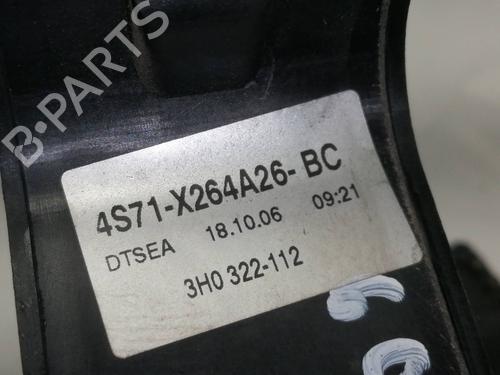 B-PARTS
4S71-X264A26-BC
DTSEA 18.10.06 09:21
3H0 322-112